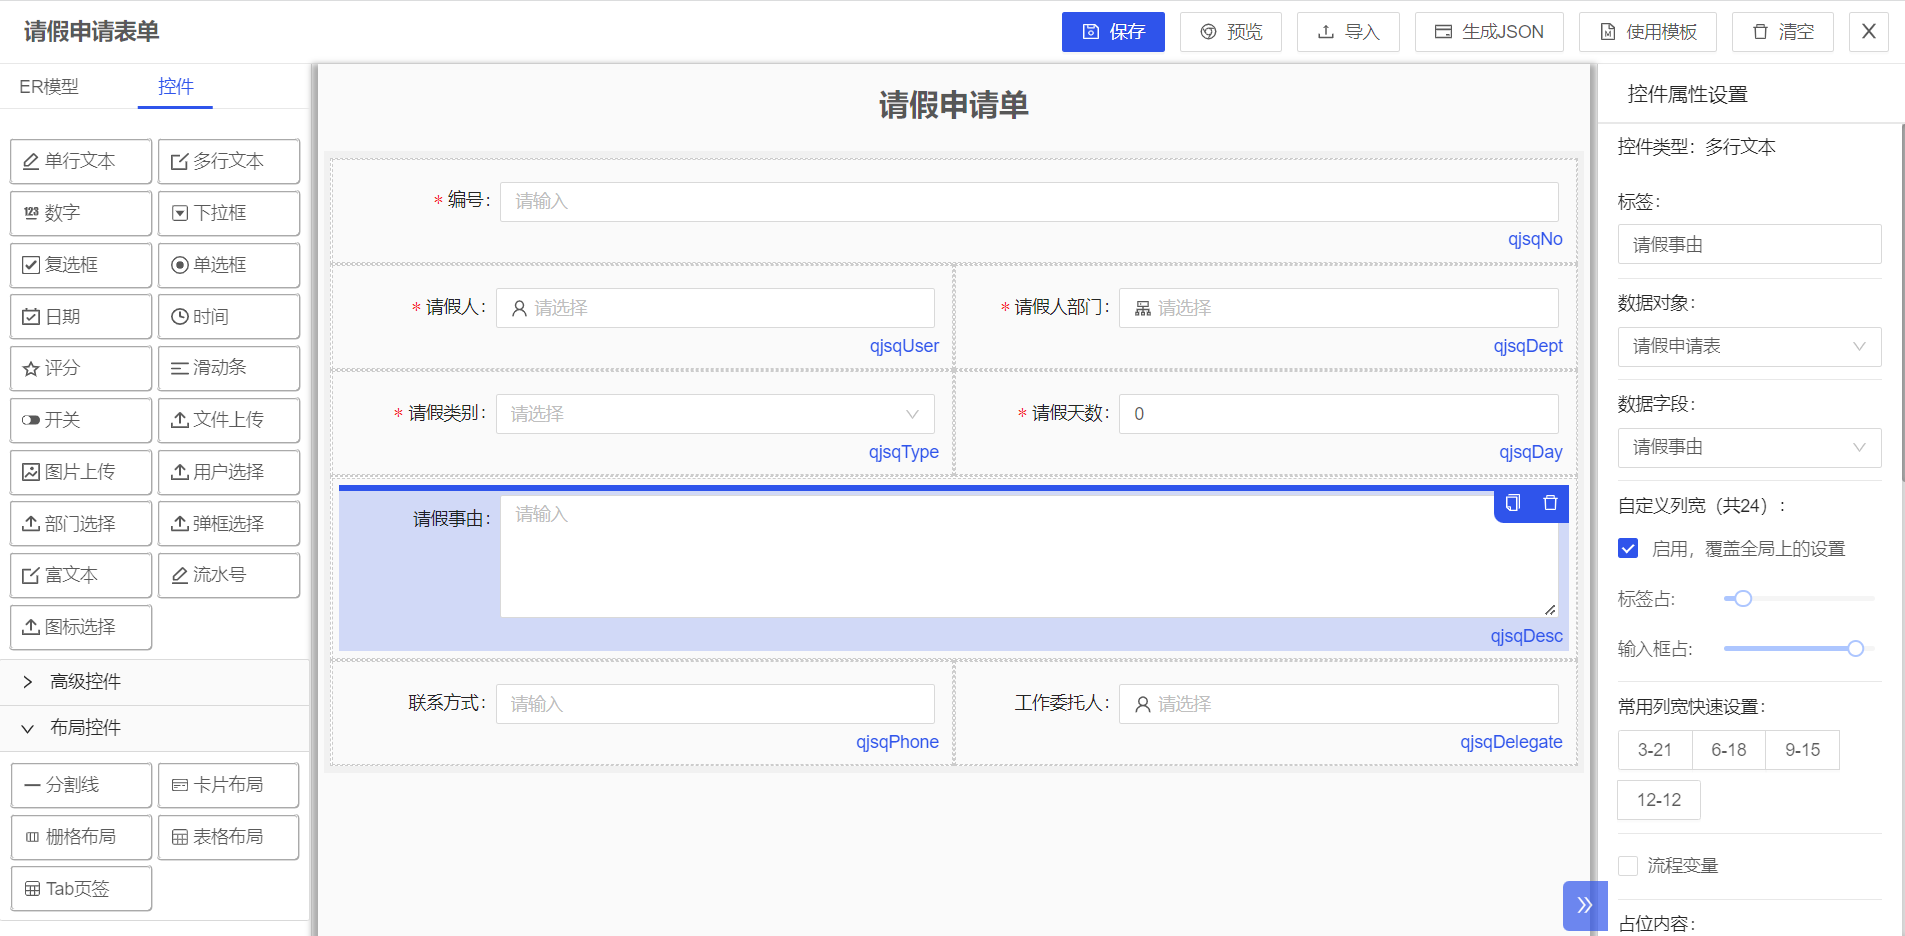 请假申请表单
保存
预览
导入
生成JSON
使用模板
清空
X
ER模型
控件
单行文本
多行文本
123 数字
下拉框
复选框
单选框
日期
时间
评分
滑动条
开关
文件上传
图片上传
用户选择
部门选择
弹框选择
富文本
流水号
图标选择
高级控件
布局控件
分割线
卡片布局
栅格布局
表格布局
Tab页签
请假申请单
* 编号:
请输入
qjsqNo
* 请假人:
请选择
qjsqUser
* 请假人部门:
请选择
qjsqDept
* 请假类别:
请选择
qjsqType
* 请假天数:
0
qjsqDay
请假事由:
请输入
qjsqDesc
联系方式:
请输入
qjsqPhone
工作委托人:
请选择
qjsqDelegate
控件属性设置
控件类型：多行文本
标签:
请假事由
数据对象:
请假申请表
数据字段:
请假事由
自定义列宽（共24）:
启用，覆盖全局上的设置
标签占:
输入框占:
常用列宽快速设置:
3-21
6-18
9-15
12-12
流程变量
占位内容: